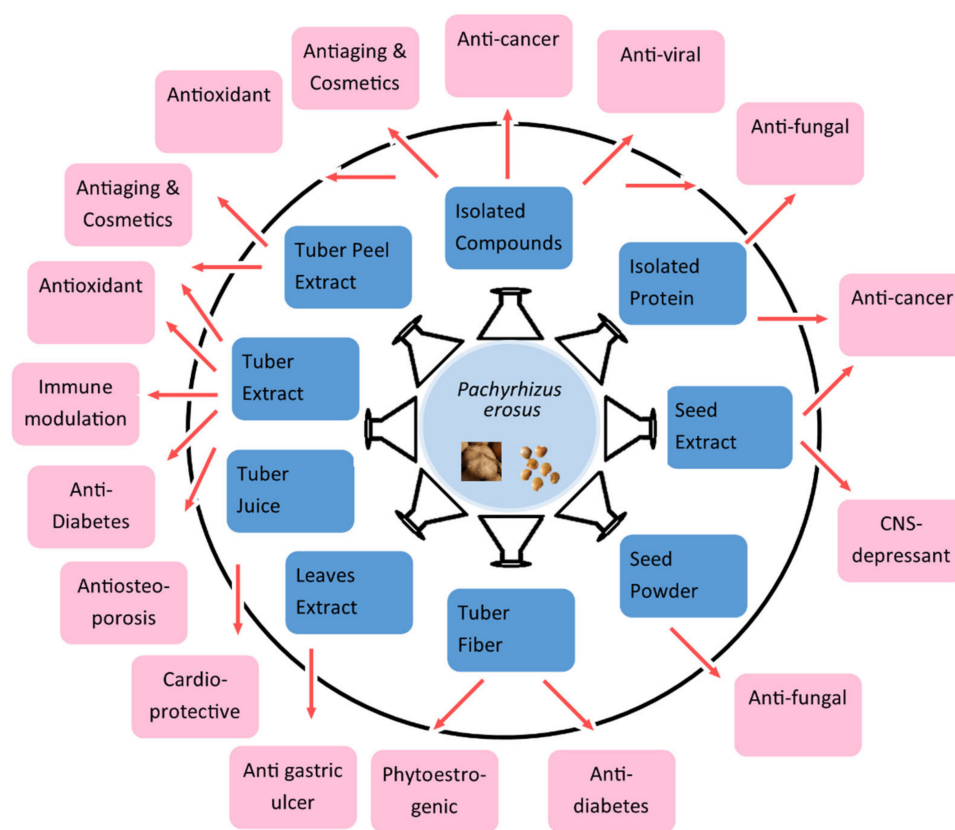 Anti-cancer
Antiaging &
Cosmetics
Anti-viral
Antioxidant
Anti-fungal
Antiaging &
Cosmetics
Isolated
Compounds
Tuber Peel
Extract
Isolated
Protein
Antioxidant
Anti-cancer
Tuber
Extract
Immune
modulation
Pachyrhizus
erosus
Seed
Extract
Tuber
Juice
Anti-
Diabetes
CNS-
depressant
Leaves
Extract
Seed
Powder
Antiosteo-
porosis
Tuber
Fiber
Cardio-
protective
Anti-fungal
Anti gastric
ulcer
Phytoestro-
genic
Anti-
diabetes